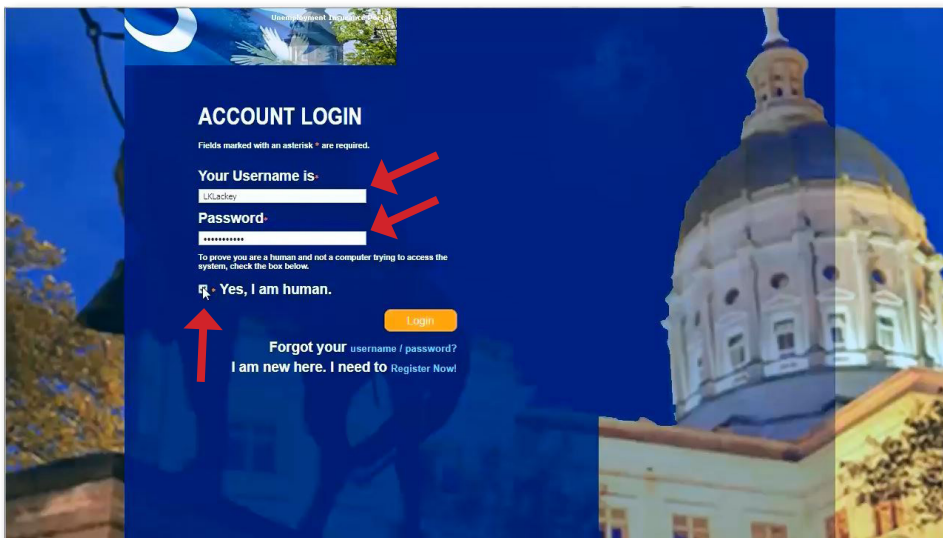 Unemployment Insurance Portal
ACCOUNT LOGIN
Fields marked with an asterisk * are required.
Your Username is*
LKLackey
Password*
•••••••••••
To prove you are a human and not a computer trying to access the
system, check the box below.
* Yes, I am human.
Login
Forgot your username / password?
I am new here. I need to Register Now!